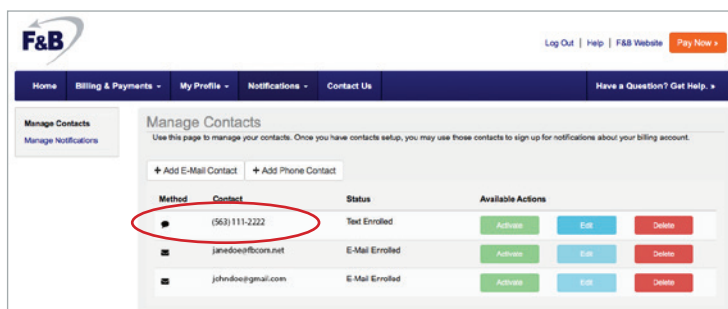 F&B
Log Out | Help | F&B Website Pay Now »
Home Billing & Payments My Profile Notifications Contact Us Have a Question? Get Help. »
Manage Contacts
Manage Notifications
Manage Contacts
Use this page to manage your contacts. Once you have contacts setup, you may use those contacts to sign up for notifications about your billing account.
+ Add E-Mail Contact + Add Phone Contact
Method Contact Status Available Actions
(563) 111-2222 Text Enrolled Activate Edit Delete
janedoe@fbcom.net E-Mail Enrolled Activate Edit Delete
johndoe@gmail.com E-Mail Enrolled Activate Edit Delete